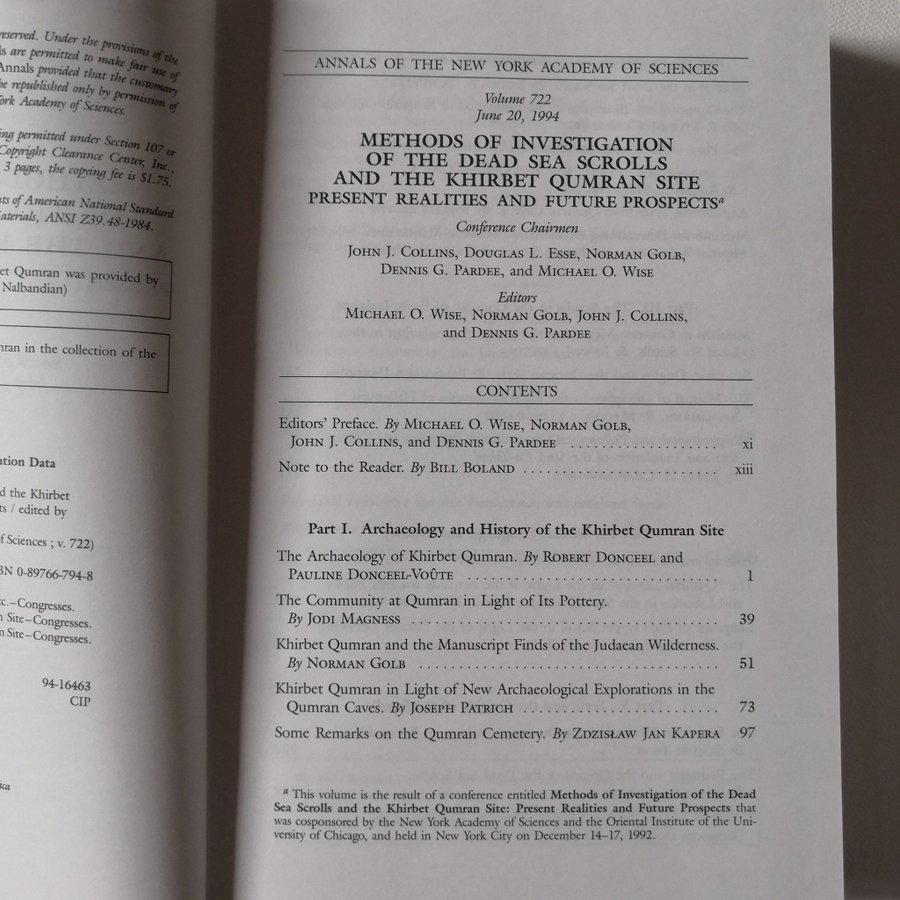 reserved. Under the provisions of the
ls are permitted to make fair use of
Annals provided that the customary
be republished only by permission of
York Academy of Sciences.
ing permitted under Section 107 or
Copyright Clearance Center, Inc.,
3 pages, the copying fee is $1.75.
nts of American National Standard
Materials, ANSI Z39.48-1984.
et Qumran was provided by
Nalbandian)
mran in the collection of the
ation Data
d the Khirbet
ts / edited by
f Sciences ; v. 722)
BN 0-89766-794-8
c.–Congresses.
n Site–Congresses.
n Site–Congresses.
94-16463
CIP
ica
ANNALS OF THE NEW YORK ACADEMY OF SCIENCES
Volume 722
June 20, 1994
METHODS OF INVESTIGATION
OF THE DEAD SEA SCROLLS
AND THE KHIRBET QUMRAN SITE
PRESENT REALITIES AND FUTURE PROSPECTSa
Conference Chairmen
JOHN J. COLLINS, DOUGLAS L. ESSE, NORMAN GOLB,
DENNIS G. PARDEE, and MICHAEL O. WISE
Editors
MICHAEL O. WISE, NORMAN GOLB, JOHN J. COLLINS,
and DENNIS G. PARDEE
CONTENTS
Editors' Preface. By MICHAEL O. WISE, NORMAN GOLB,
JOHN J. COLLINS, and DENNIS G. PARDEE .................... xi
Note to the Reader. By BILL BOLAND ......................... xiii
Part I. Archaeology and History of the Khirbet Qumran Site
The Archaeology of Khirbet Qumran. By ROBERT DONCEEL and
PAULINE DONCEEL-VOÛTE ................................ 1
The Community at Qumran in Light of Its Pottery.
By JODI MAGNESS ....................................... 39
Khirbet Qumran and the Manuscript Finds of the Judaean Wilderness.
By NORMAN GOLB ...................................... 51
Khirbet Qumran in Light of New Archaeological Explorations in the
Qumran Caves. By JOSEPH PATRICH ......................... 73
Some Remarks on the Qumran Cemetery. By ZDZISŁAW JAN KAPERA 97
a This volume is the result of a conference entitled Methods of Investigation of the Dead
Sea Scrolls and the Khirbet Qumran Site: Present Realities and Future Prospects that
was cosponsored by the New York Academy of Sciences and the Oriental Institute of the Uni-
versity of Chicago, and held in New York City on December 14–17, 1992.